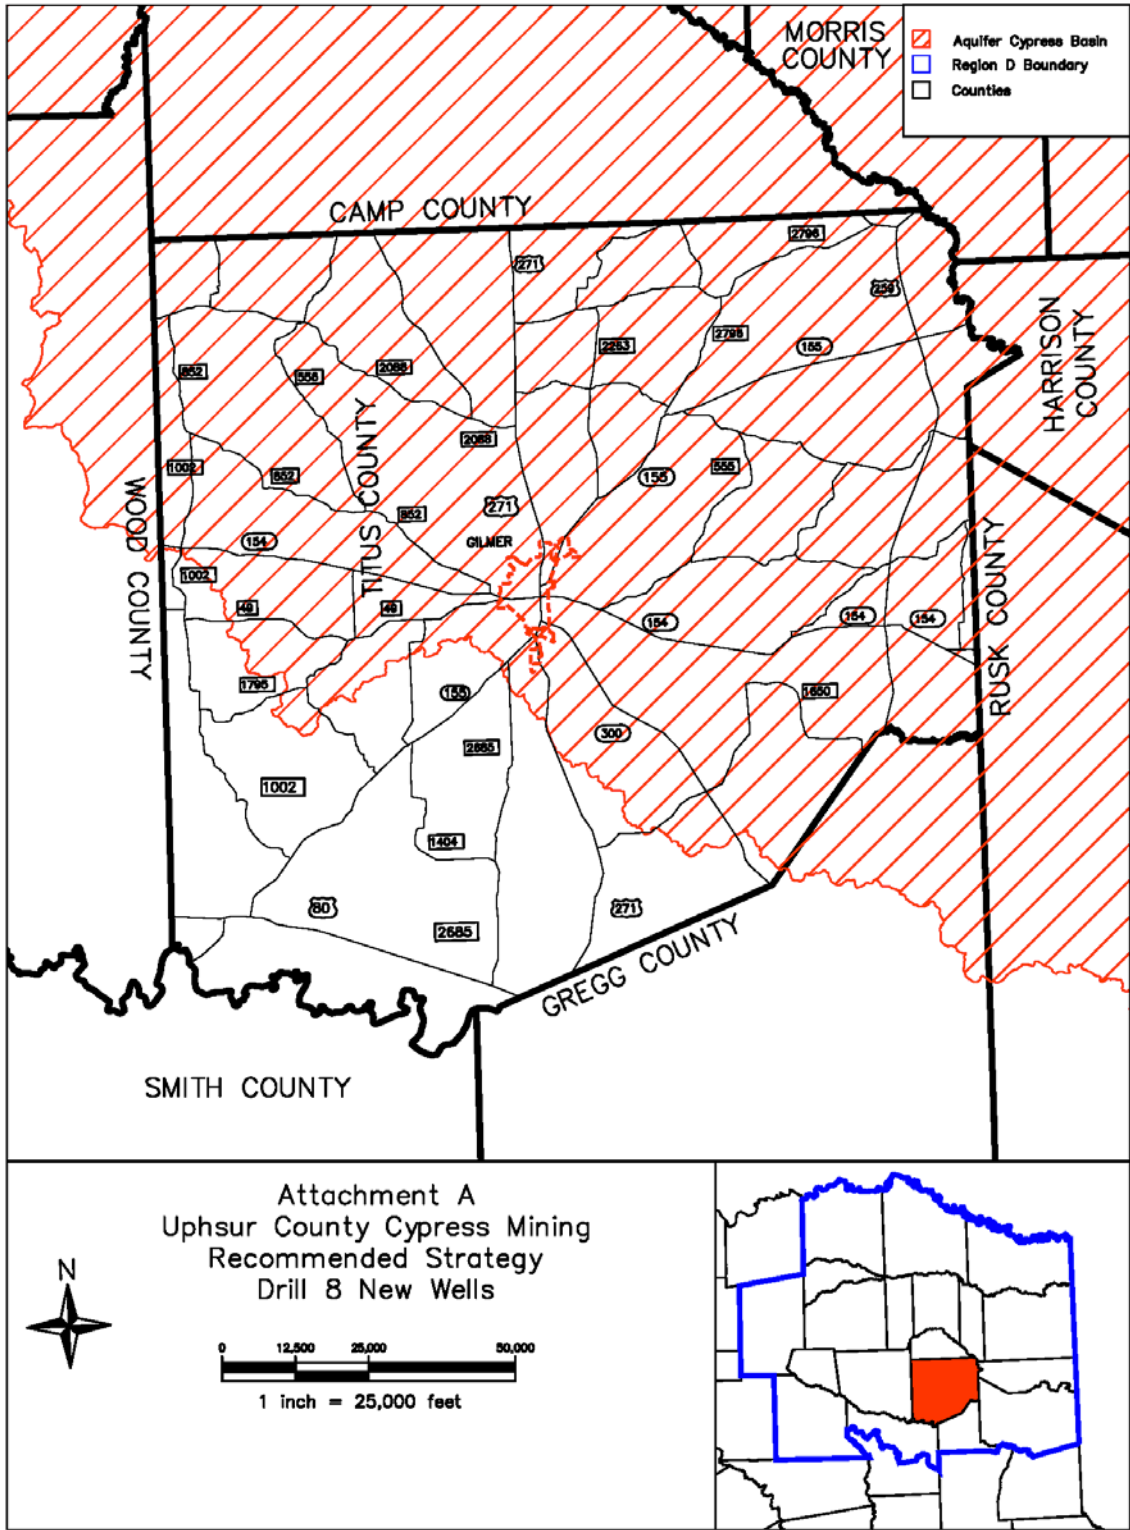 MORRIS
COUNTY
Aquifer Cypress Basin
Region D Boundary
Counties
CAMP COUNTY
2796
271
259
HARRISON
COUNTY
2263
2796
155
852
556
2088
2088
1002
852
155
555
WOOD COUNTY
TITUS COUNTY
852
271
GILMER
154
1002
49
49
154
154
154
RUSK COUNTY
1795
155
1650
300
2685
1002
1404
80
2685
271
GREGG COUNTY
SMITH COUNTY
Attachment A
Uphsur County Cypress Mining
Recommended Strategy
Drill 8 New Wells
N
0 12,500 25,000 50,000
1 inch = 25,000 feet